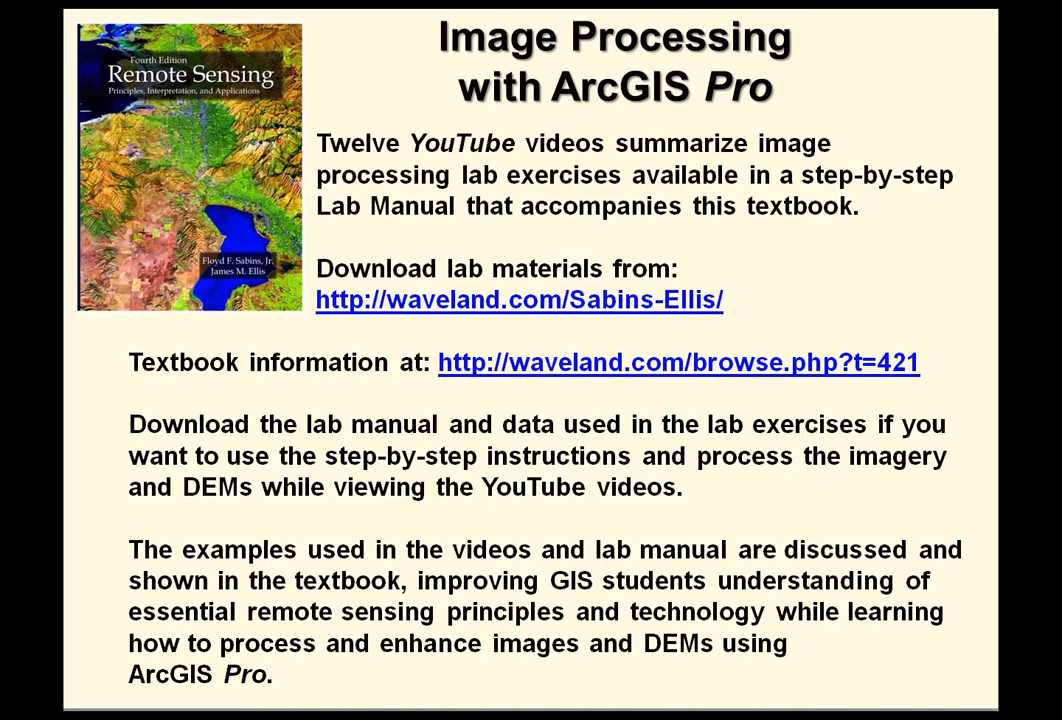 Image Processing
with ArcGIS Pro
Fourth Edition
Remote Sensing
Principles, Interpretation, and Applications
Floyd F. Sabins, Jr.
James M. Ellis
Twelve YouTube videos summarize image
processing lab exercises available in a step-by-step
Lab Manual that accompanies this textbook.
Download lab materials from:
http://waveland.com/Sabins-Ellis/
Textbook information at: http://waveland.com/browse.php?t=421
Download the lab manual and data used in the lab exercises if you
want to use the step-by-step instructions and process the imagery
and DEMs while viewing the YouTube videos.
The examples used in the videos and lab manual are discussed and
shown in the textbook, improving GIS students understanding of
essential remote sensing principles and technology while learning
how to process and enhance images and DEMs using
ArcGIS Pro.